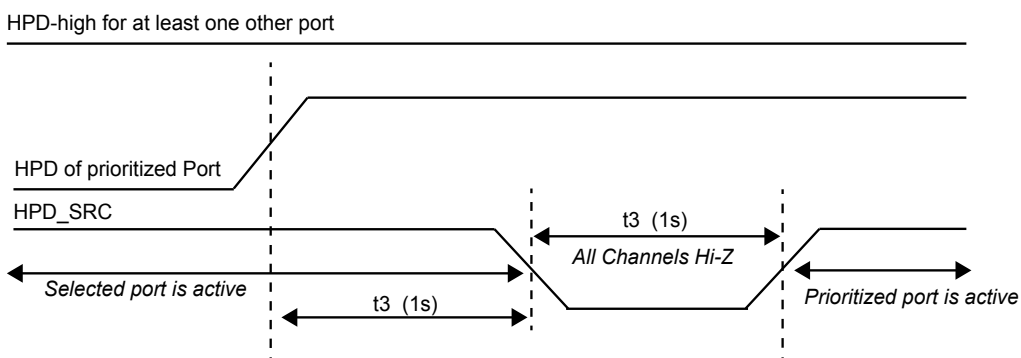 HPD-high for at least one other port
HPD of prioritized Port
HPD_SRC
t3 (1s)
All Channels Hi-Z
Selected port is active
t3 (1s)
Prioritized port is active